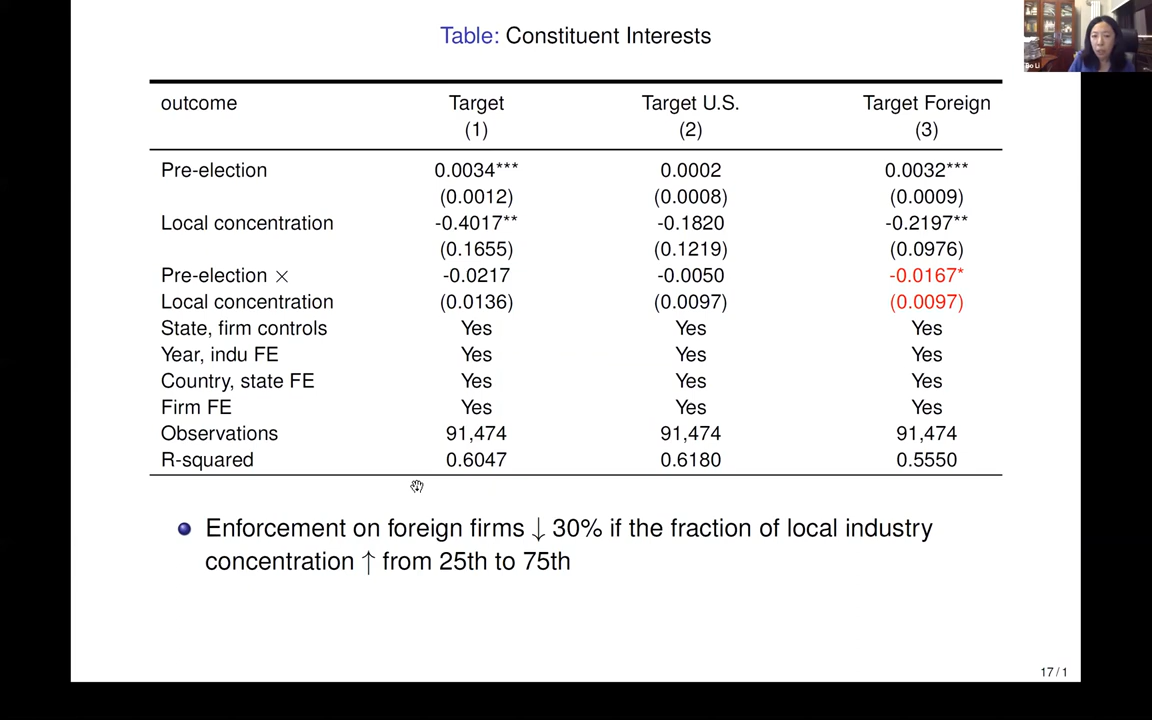 Table: Constituent Interests
outcome Target Target U.S. Target Foreign
(1) (2) (3)
Pre-election 0.0034*** 0.0002 0.0032***
(0.0012) (0.0008) (0.0009)
Local concentration -0.4017** -0.1820 -0.2197**
(0.1655) (0.1219) (0.0976)
Pre-election × -0.0217 -0.0050 -0.0167*
Local concentration (0.0136) (0.0097) (0.0097)
State, firm controls Yes Yes Yes
Year, indu FE Yes Yes Yes
Country, state FE Yes Yes Yes
Firm FE Yes Yes Yes
Observations 91,474 91,474 91,474
R-squared 0.6047 0.6180 0.5550
Enforcement on foreign firms ↓ 30% if the fraction of local industry
concentration ↑ from 25th to 75th
17 / 1